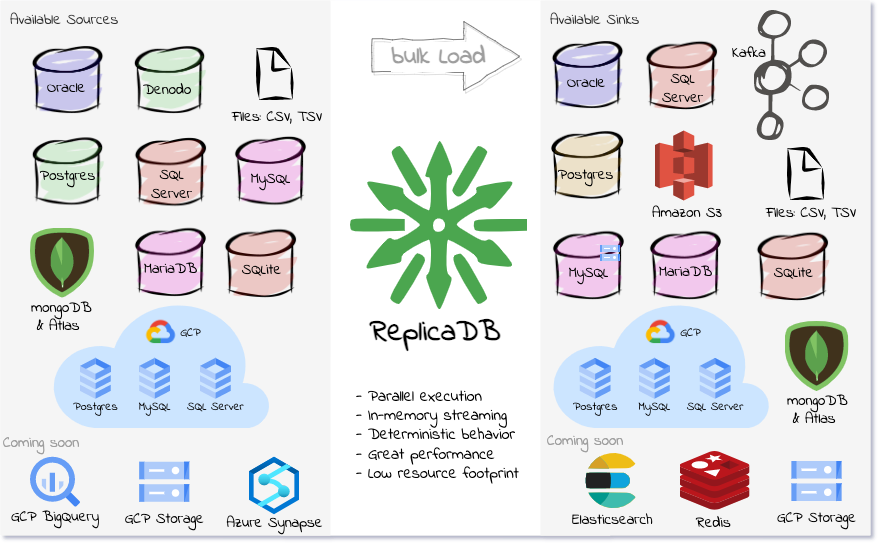 Available Sources
Oracle
Denodo
Files: CSV, TSV
Postgres
SQL
Server
MySQL
mongoDB
& Atlas
MariaDB
SQLite
GCP
Postgres
MySQL
SQL Server
Coming soon
GCP BigQuery
GCP Storage
Azure Synapse
bulk Load
ReplicaDB
- Parallel execution
- In-memory streaming
- Deterministic behavior
- Great performance
- Low resource footprint
Available Sinks
Oracle
SQL
Server
Kafka
Postgres
Amazon S3
Files: CSV, TSV
MySQL
MariaDB
SQLite
GCP
Postgres
MySQL
SQL Server
mongoDB
& Atlas
Coming soon
Elasticsearch
Redis
GCP Storage